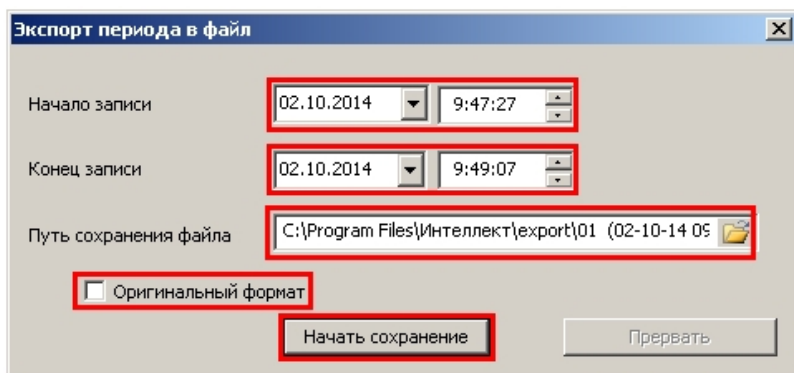 Экспорт периода в файл
Начало записи 02.10.2014 9:47:27
Конец записи 02.10.2014 9:49:07
Путь сохранения файла C:\Program Files\Интеллект\export\01 (02-10-14 09
Оригинальный формат
Начать сохранение Прервать